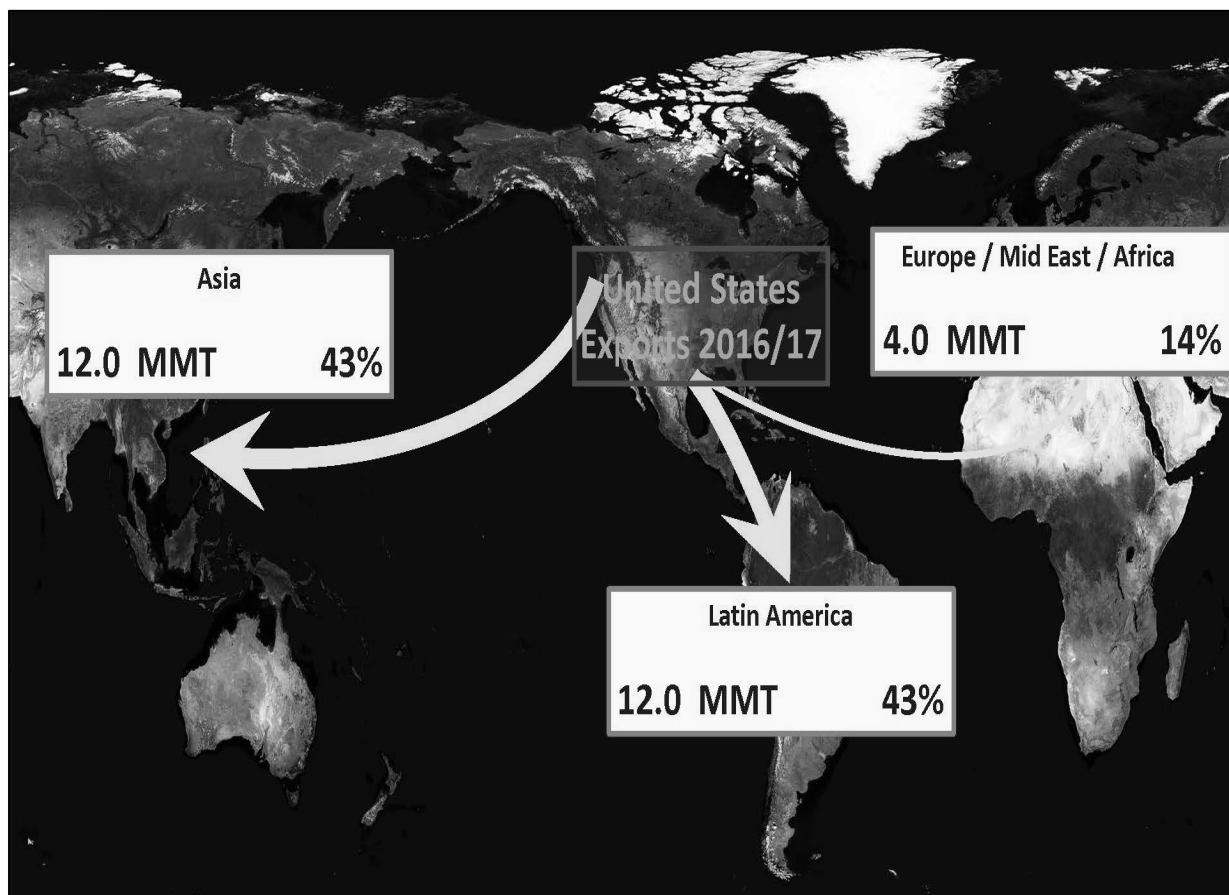 United States
Exports 2016/17
Asia
12.0 MMT 43%
Europe / Mid East / Africa
4.0 MMT 14%
Latin America
12.0 MMT 43%